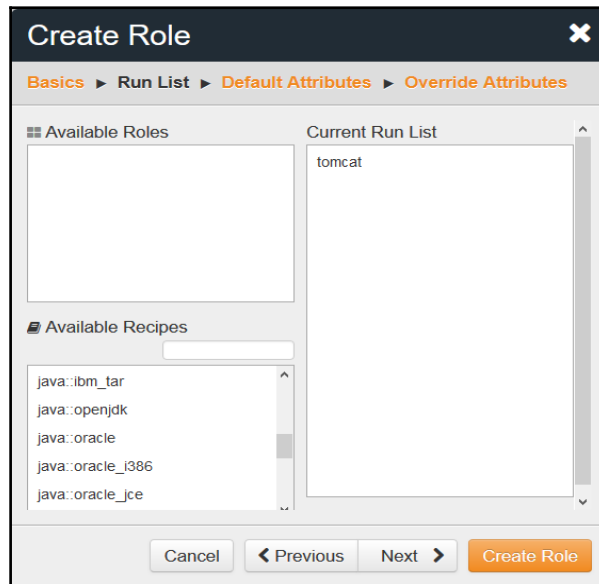 Create Role
Basics ► Run List ► Default Attributes ► Override Attributes
Available Roles
Current Run List
tomcat
Available Recipes
java::ibm_tar
java::openjdk
java::oracle
java::oracle_i386
java::oracle_jce
Cancel
Previous
Next
Create Role